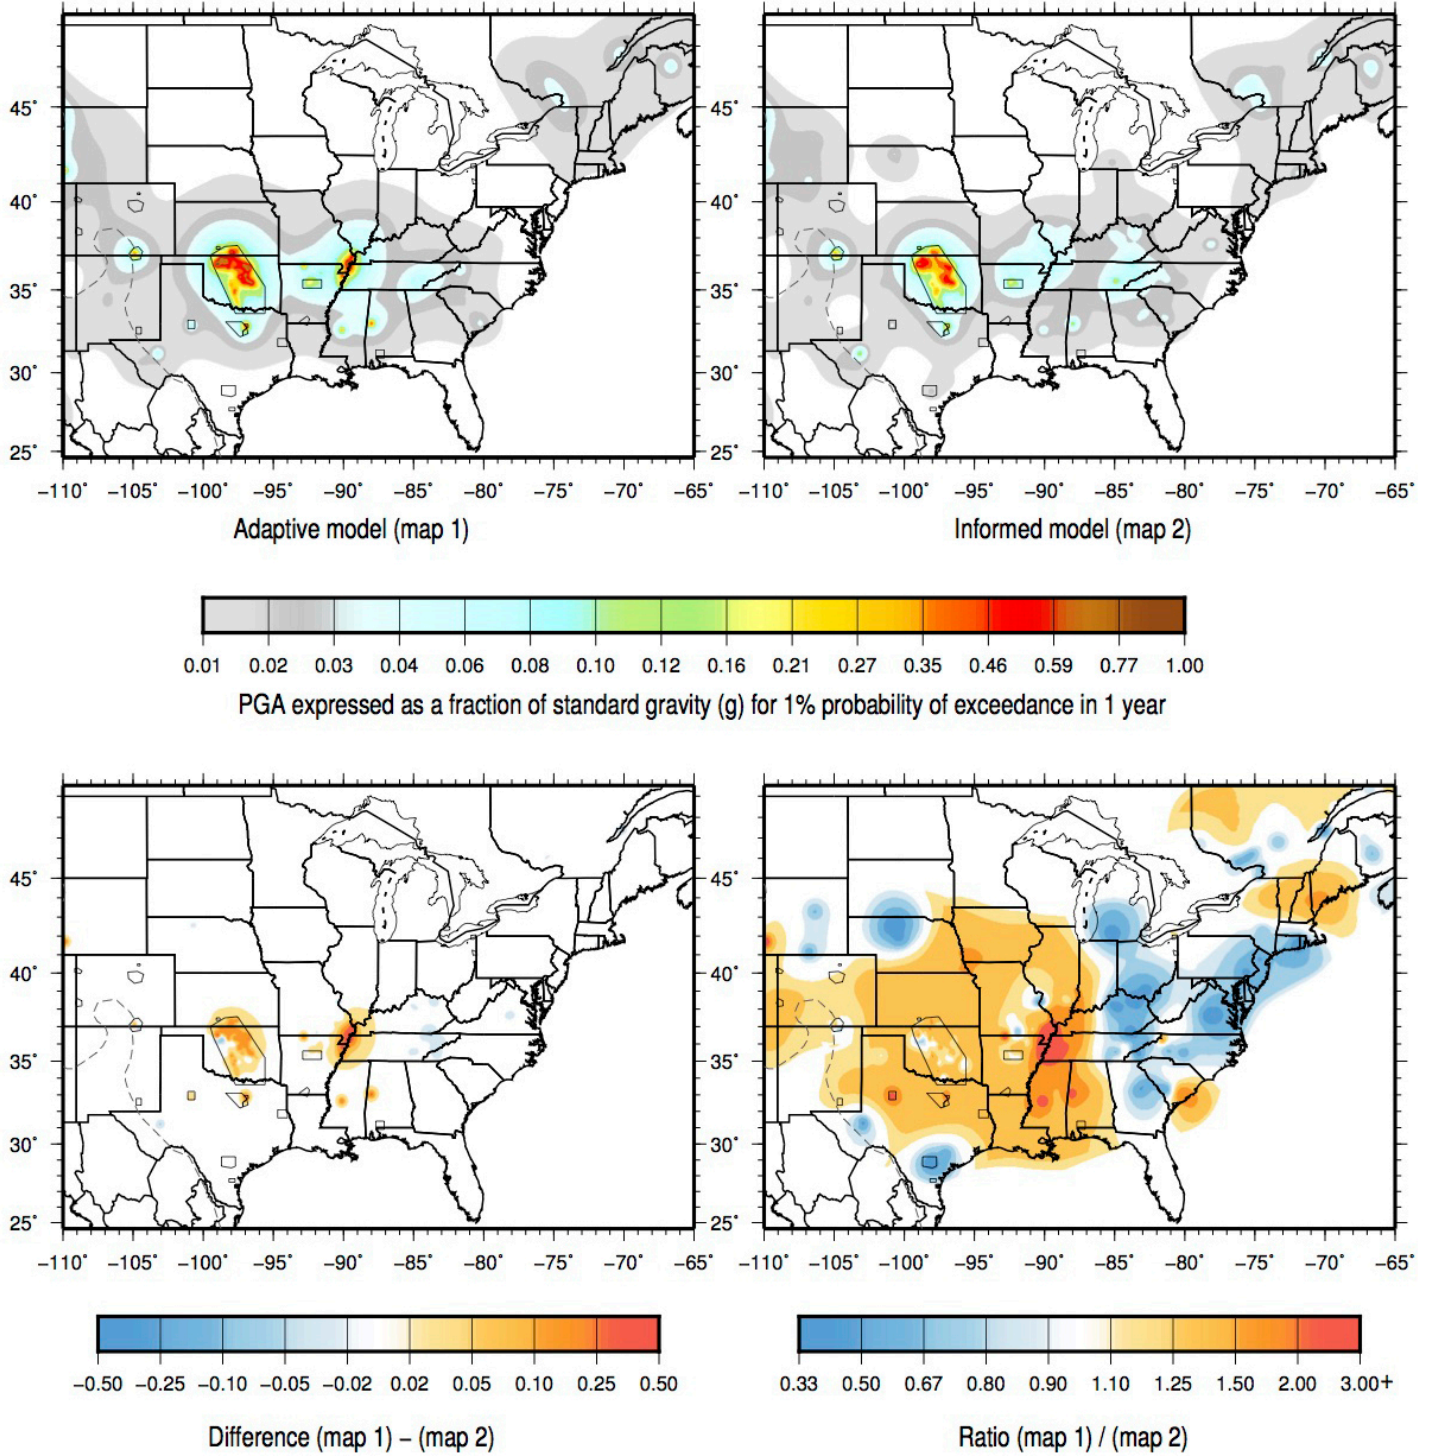 45°
40°
35°
30°
25°
−110° −105° −100° −95° −90° −85° −80° −75° −70° −65°
Adaptive model (map 1)
45°
40°
35°
30°
25°
−110° −105° −100° −95° −90° −85° −80° −75° −70° −65°
Informed model (map 2)
0.01 0.02 0.03 0.04 0.06 0.08 0.10 0.12 0.16 0.21 0.27 0.35 0.46 0.59 0.77 1.00
PGA expressed as a fraction of standard gravity (g) for 1% probability of exceedance in 1 year
45°
40°
35°
30°
25°
−110° −105° −100° −95° −90° −85° −80° −75° −70° −65°
−0.50 −0.25 −0.10 −0.05 −0.02 0.02 0.05 0.10 0.25 0.50
Difference (map 1) − (map 2)
45°
40°
35°
30°
25°
−110° −105° −100° −95° −90° −85° −80° −75° −70° −65°
0.33 0.50 0.67 0.80 0.90 1.10 1.25 1.50 2.00 3.00+
Ratio (map 1) / (map 2)